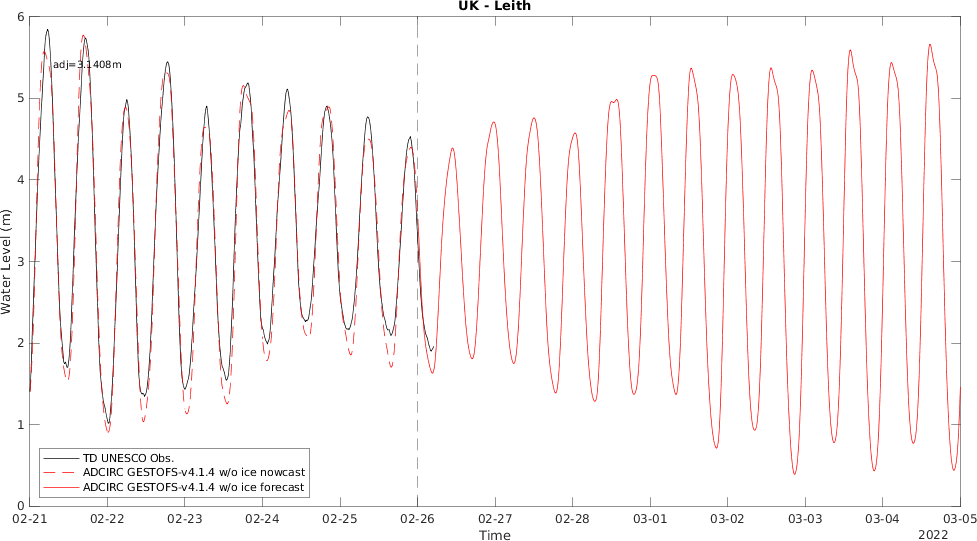 UK - Leith
6
5
4
3
2
1
0
adj=3.1408m
Water Level (m)
TD UNESCO Obs.
ADCIRC GESTOFS-v4.1.4 w/o ice nowcast
ADCIRC GESTOFS-v4.1.4 w/o ice forecast
02-21 02-22 02-23 02-24 02-25 02-26 02-27 02-28 03-01 03-02 03-03 03-04 03-05
Time
2022